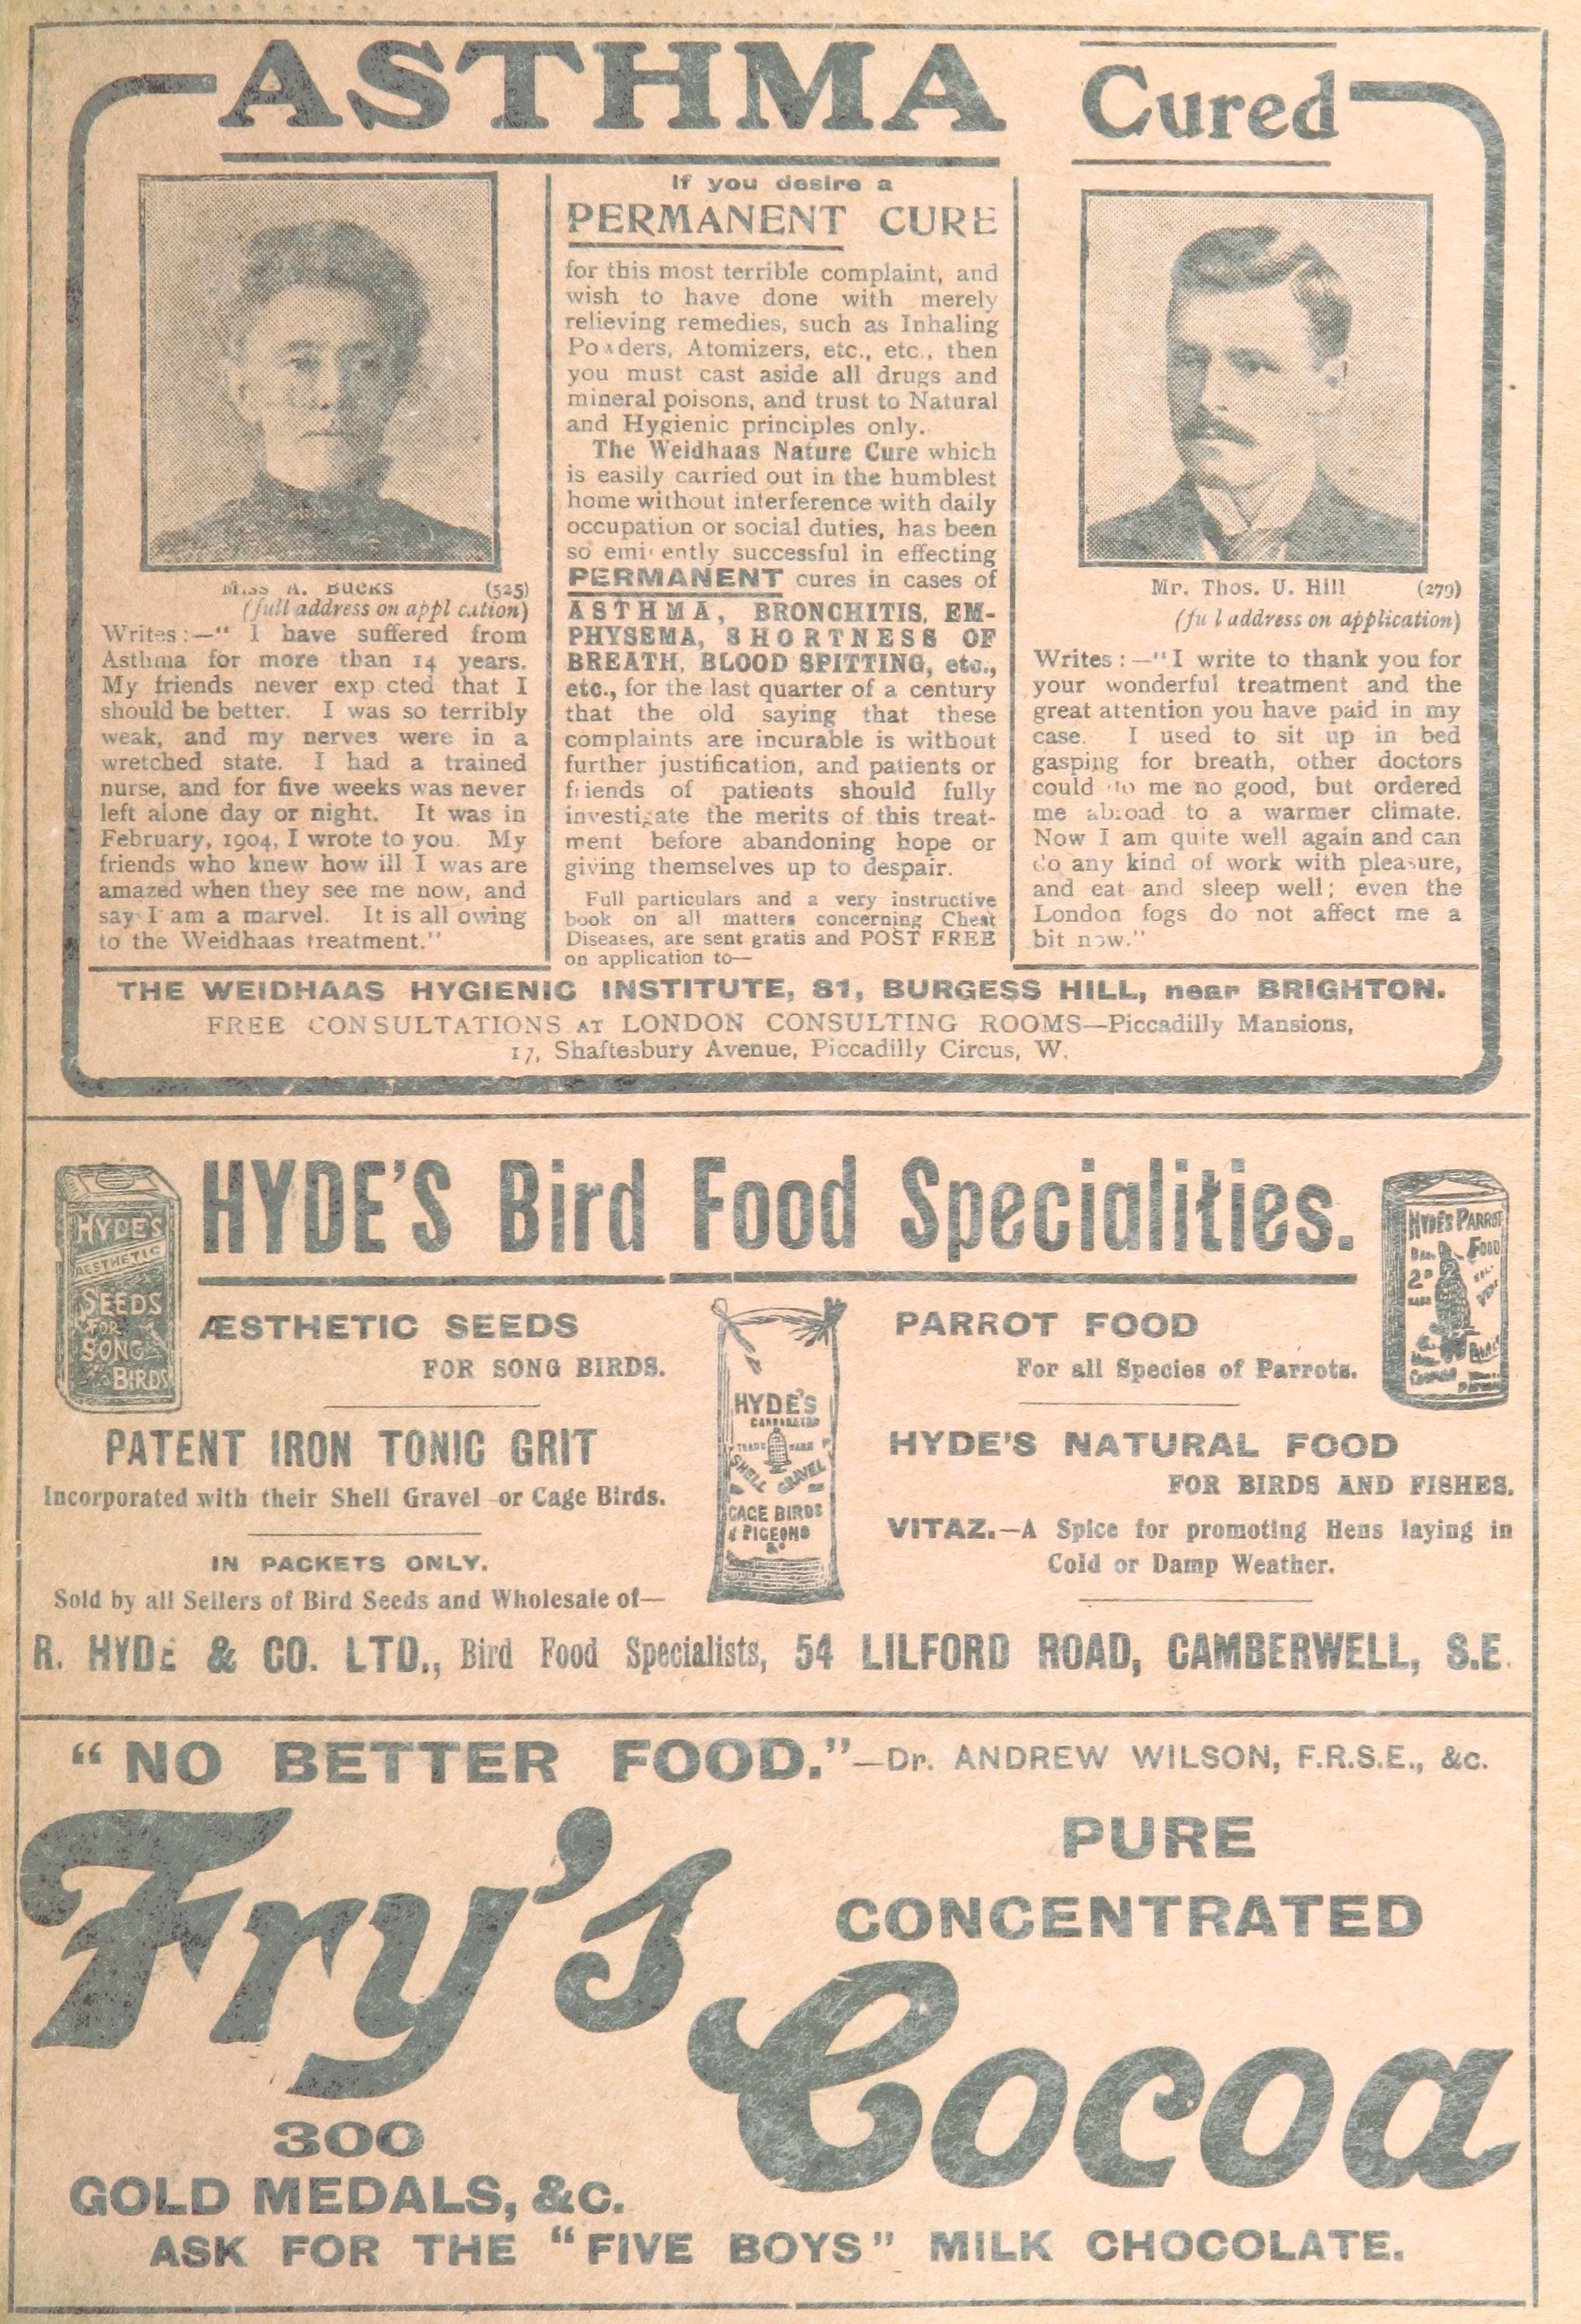 ASTHMA Cured
Miss A. Bucks (525)
(full address on application)
Writes:—" I have suffered from
Asthma for more than 14 years.
My friends never expected that I
should be better. I was so terribly
weak, and my nerves were in a
wretched state. I had a trained
nurse, and for five weeks was never
left alone day or night. It was in
February, 1904, I wrote to you. My
friends who knew how ill I was are
amazed when they see me now, and
say I am a marvel. It is all owing
to the Weidhaas treatment."
If you desire a
PERMANENT CURE
for this most terrible complaint, and
wish to have done with merely
relieving remedies, such as Inhaling
Powders, Atomizers, etc., etc., then
you must cast aside all drugs and
mineral poisons, and trust to Natural
and Hygienic principles only.
The Weidhaas Nature Cure which
is easily carried out in the humblest
home without interference with daily
occupation or social duties, has been
so eminently successful in effecting
PERMANENT cures in cases of
ASTHMA, BRONCHITIS, EM-
PHYSEMA, SHORTNESS OF
BREATH, BLOOD SPITTING, etc.,
etc., for the last quarter of a century
that the old saying that these
complaints are incurable is without
further justification, and patients or
friends of patients should fully
investigate the merits of this treat-
ment before abandoning hope or
giving themselves up to despair.
Full particulars and a very instructive
book on all matters concerning Chest
Diseases, are sent gratis and POST FREE
on application to—
Mr. Thos. U. Hill (279)
(full address on application)
Writes:—"I write to thank you for
your wonderful treatment and the
great attention you have paid in my
case. I used to sit up in bed
gasping for breath, other doctors
could do me no good, but ordered
me abroad to a warmer climate.
Now I am quite well again and can
do any kind of work with pleasure,
and eat and sleep well; even the
London fogs do not affect me a
bit now."
THE WEIDHAAS HYGIENIC INSTITUTE, 81, BURGESS HILL, near BRIGHTON.
FREE CONSULTATIONS AT LONDON CONSULTING ROOMS—Piccadilly Mansions,
17, Shaftesbury Avenue, Piccadilly Circus, W.
HYDE'S Bird Food Specialities.
HYDE'S
AESTHETIC
SEEDS
FOR
SONG
BIRDS
ÆSTHETIC SEEDS
FOR SONG BIRDS.
PATENT IRON TONIC GRIT
Incorporated with their Shell Gravel or Cage Birds.
IN PACKETS ONLY.
Sold by all Sellers of Bird Seeds and Wholesale of—
HYDE'S
TRADE MARK
SHELL GRAVEL
CAGE BIRDS
& PIGEONS
&c
PARROT FOOD
For all Species of Parrots.
HYDE'S NATURAL FOOD
FOR BIRDS AND FISHES.
VITAZ.—A Spice for promoting Hens laying in
Cold or Damp Weather.
HYDE'S PARROT
FOOD
R. HYDE & CO. LTD., Bird Food Specialists, 54 LILFORD ROAD, CAMBERWELL, S.E.
"NO BETTER FOOD."—Dr. ANDREW WILSON, F.R.S.E., &c.
Fry's
PURE
CONCENTRATED
Cocoa
300
GOLD MEDALS, &c.
ASK FOR THE "FIVE BOYS" MILK CHOCOLATE.